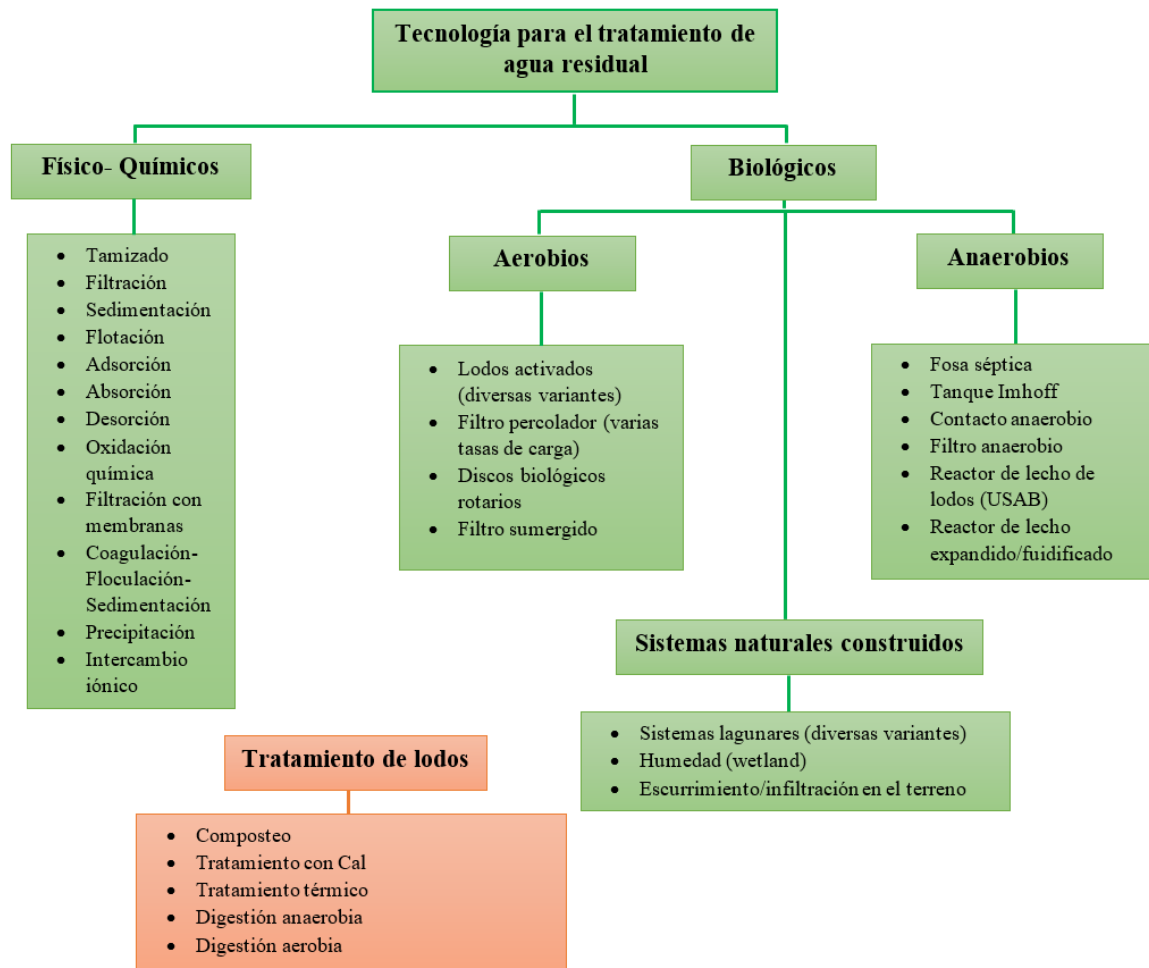 Tecnología para el tratamiento de
agua residual
Físico- Químicos
• Tamizado
• Filtración
• Sedimentación
• Flotación
• Adsorción
• Absorción
• Desorción
• Oxidación
química
• Filtración con
membranas
• Coagulación-
Floculación-
Sedimentación
• Precipitación
• Intercambio
iónico
Biológicos
Aerobios
• Lodos activados
(diversas variantes)
• Filtro percolador (varias
tasas de carga)
• Discos biológicos
rotarios
• Filtro sumergido
Anaerobios
• Fosa séptica
• Tanque Imhoff
• Contacto anaerobio
• Filtro anaerobio
• Reactor de lecho de
lodos (USAB)
• Reactor de lecho
expandido/fuidificado
Sistemas naturales construidos
• Sistemas lagunares (diversas variantes)
• Humedad (wetland)
• Escurrimiento/infiltración en el terreno
Tratamiento de lodos
• Composteo
• Tratamiento con Cal
• Tratamiento térmico
• Digestión anaerobia
• Digestión aerobia